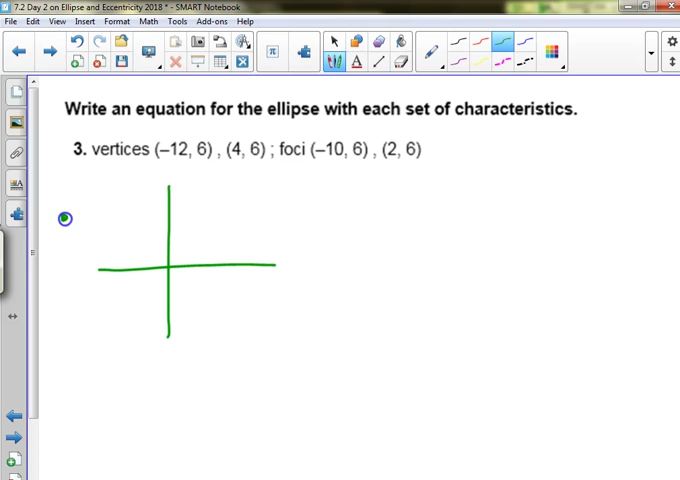 7.2 Day 2 on Ellipse and Eccentricity 2018 * - SMART Notebook
File Edit View Insert Format Math Tools Add-ons Help
Write an equation for the ellipse with each set of characteristics.
3. vertices (–12, 6) , (4, 6) ; foci (–10, 6) , (2, 6)